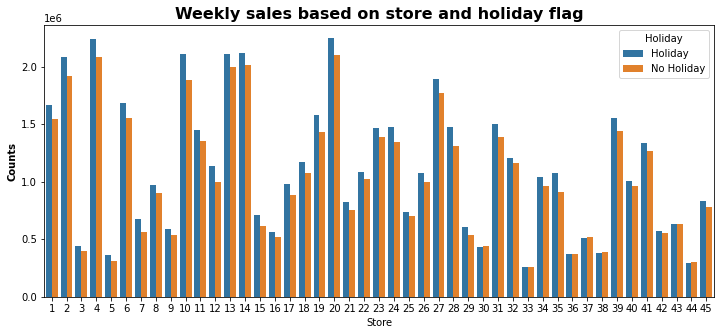 Weekly sales based on store and holiday flag
1e6
Holiday
Holiday
No Holiday
2.0
1.5
1.0
0.5
0.0
Counts
1 2 3 4 5 6 7 8 9 10 11 12 13 14 15 16 17 18 19 20 21 22 23 24 25 26 27 28 29 30 31 32 33 34 35 36 37 38 39 40 41 42 43 44 45
Store